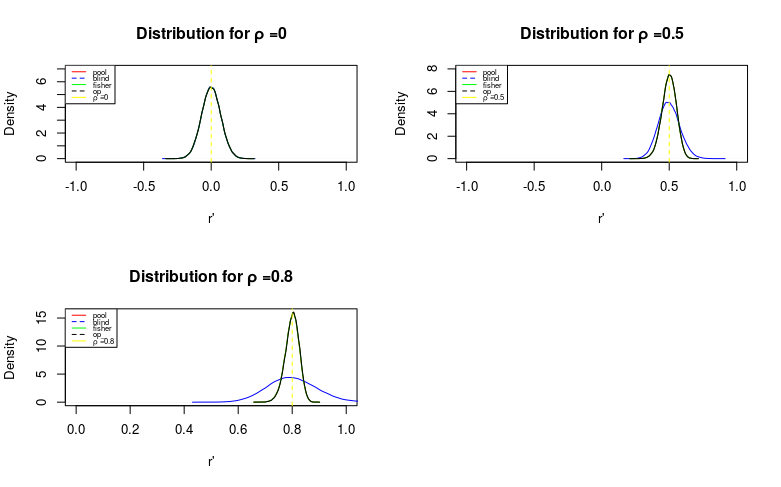 Distribution for ρ =0
Density
0
2
4
6
-1.0
-0.5
0.0
0.5
1.0
r'
pool
blind
fisher
op
ρ =0
Distribution for ρ =0.5
Density
0
2
4
6
8
-1.0
-0.5
0.0
0.5
1.0
r'
pool
blind
fisher
op
ρ =0.5
Distribution for ρ =0.8
Density
0
5
10
15
0.0
0.2
0.4
0.6
0.8
1.0
r'
pool
blind
fisher
op
ρ =0.8